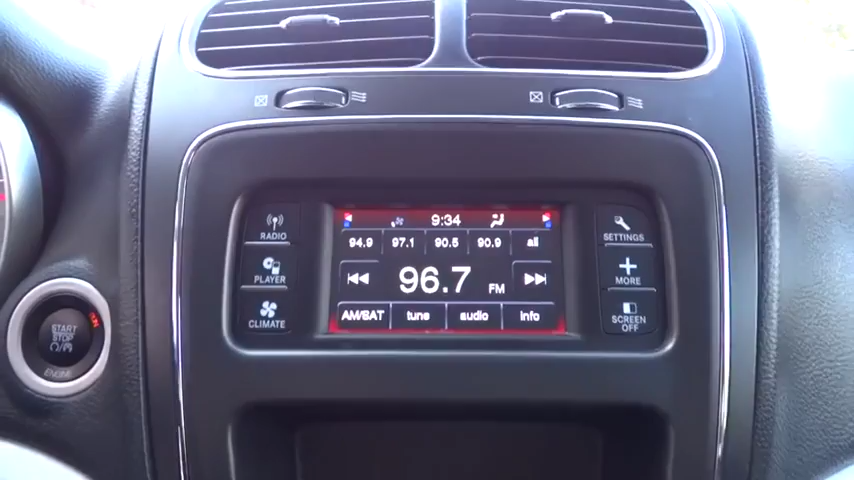 9:34
RADIO
94.9 97.1 90.5 90.9 all
SETTINGS
PLAYER
96.7 FM
MORE
CLIMATE
AM/SAT tune audio info
SCREEN OFF
START
STOP
ENGINE